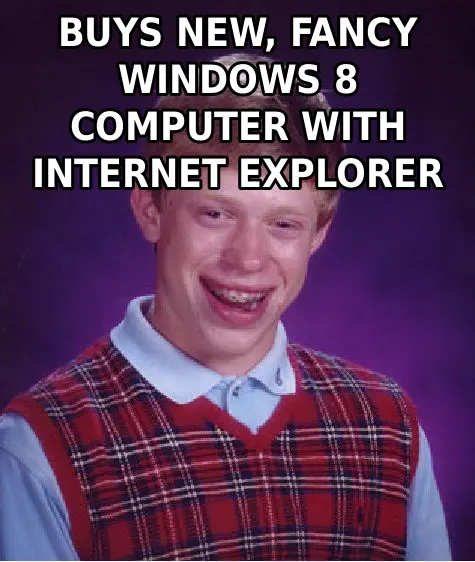 BUYS NEW, FANCY
WINDOWS 8
COMPUTER WITH
INTERNET EXPLORER